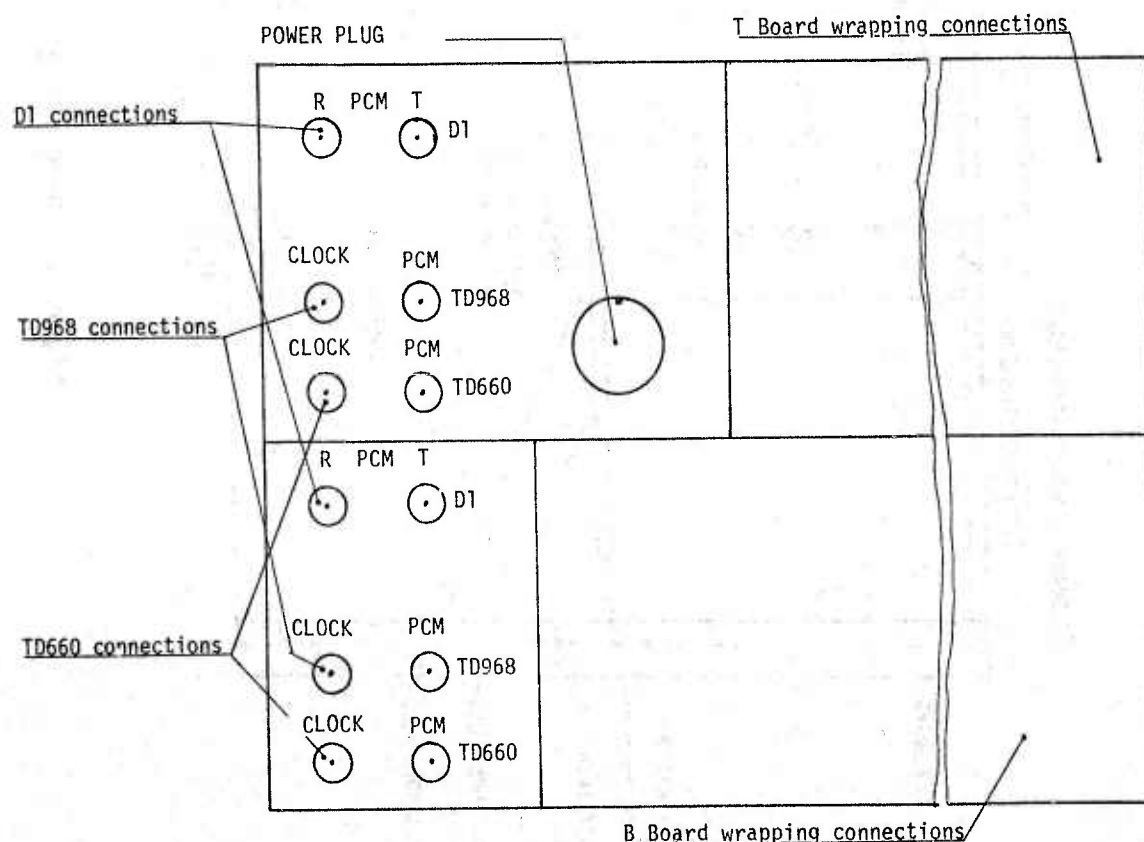 T Board wrapping connections
POWER PLUG
D1 connections
R PCM T
D1
CLOCK PCM
TD968
TD968 connections
CLOCK PCM
TD660
R PCM T
D1
CLOCK PCM
TD968
TD660 connections
CLOCK PCM
TD660
B Board wrapping connections